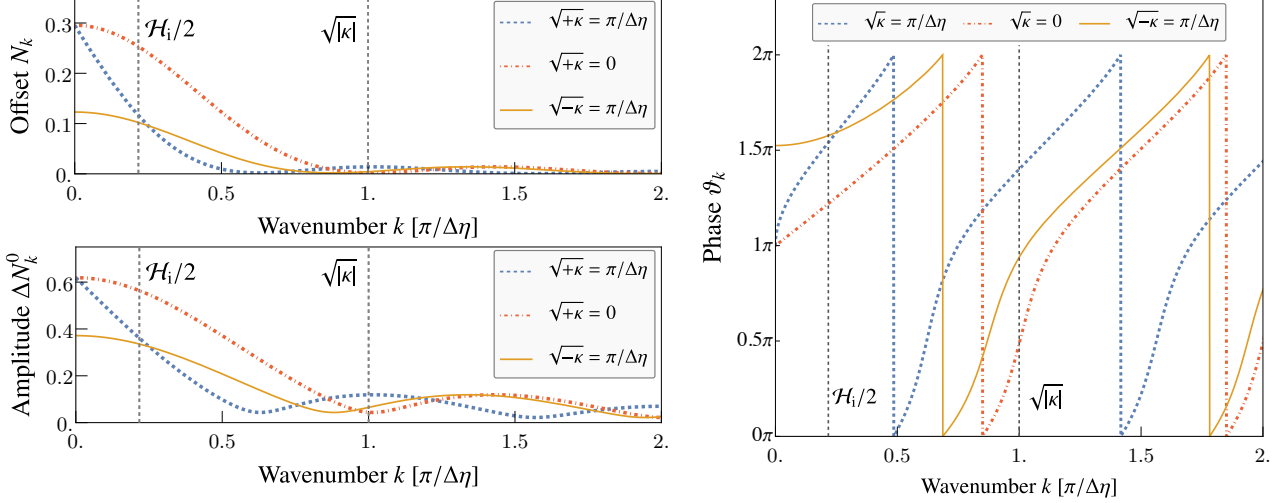 Offset N_k
0.3
0.2
0.1
0.
ℋ_i/2
√|κ|
√+κ = π/Δη
√+κ = 0
√−κ = π/Δη
0. 0.5 1. 1.5 2.
Wavenumber k [π/Δη]
Amplitude ΔN_k^0
0.6
0.4
0.2
0.
ℋ_i/2
√|κ|
√+κ = π/Δη
√+κ = 0
√−κ = π/Δη
0. 0.5 1. 1.5 2.
Wavenumber k [π/Δη]
√κ = π/Δη √κ = 0 √−κ = π/Δη
Phase ϑ_k
2π
1.5π
1π
0.5π
0π
ℋ_i/2
√|κ|
0. 0.5 1. 1.5 2.
Wavenumber k [π/Δη]